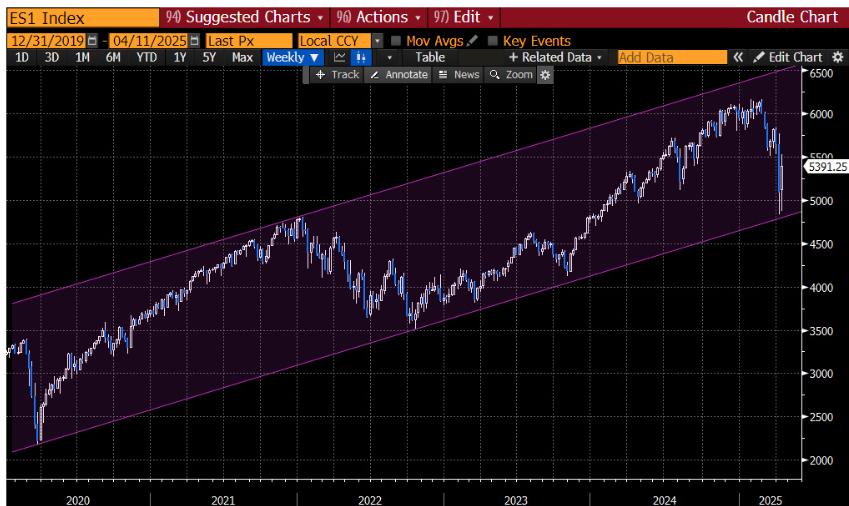 ES1 Index 94) Suggested Charts 96) Actions 97) Edit Candle Chart
12/31/2019 - 04/11/2025 Last Px Local CCY Mov Avgs Key Events
1D 3D 1M 6M YTD 1Y 5Y Max Weekly ▼ Table + Related Data Add Data « Edit Chart
Track Annotate News Zoom
6500
6000
5500
5391.25
5000
4500
4000
3500
3000
2500
2000
2020 2021 2022 2023 2024 2025